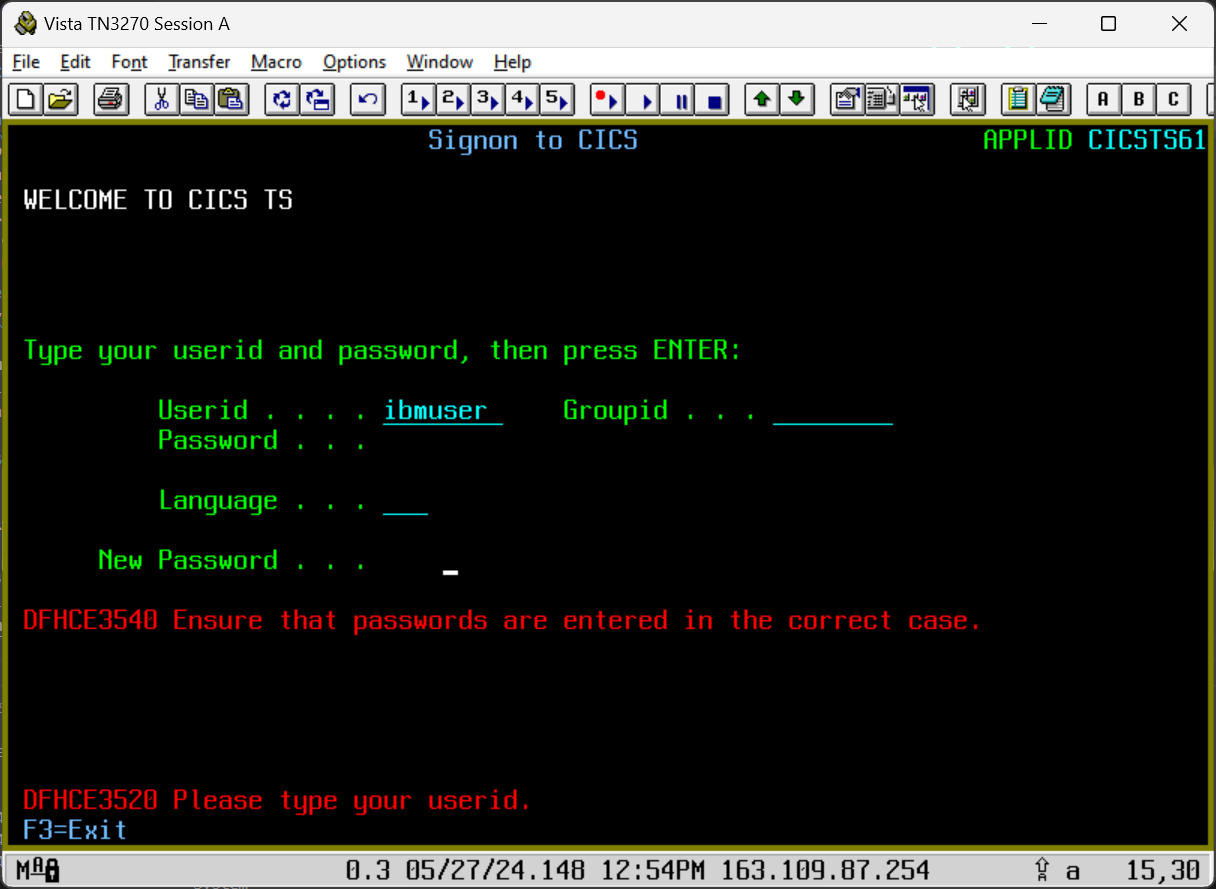 Vista TN3270 Session A
File Edit Font Transfer Macro Options Window Help
1 2 3 4 5 A B C
Signon to CICS APPLID CICSTS61
WELCOME TO CICS TS
Type your userid and password, then press ENTER:
Userid . . . . ibmuser Groupid . . .
Password . . .
Language . . .
New Password . . .
DFHCE3540 Ensure that passwords are entered in the correct case.
DFHCE3520 Please type your userid.
F3=Exit
MA 0.3 05/27/24.148 12:54PM 163.109.87.254 a 15,30